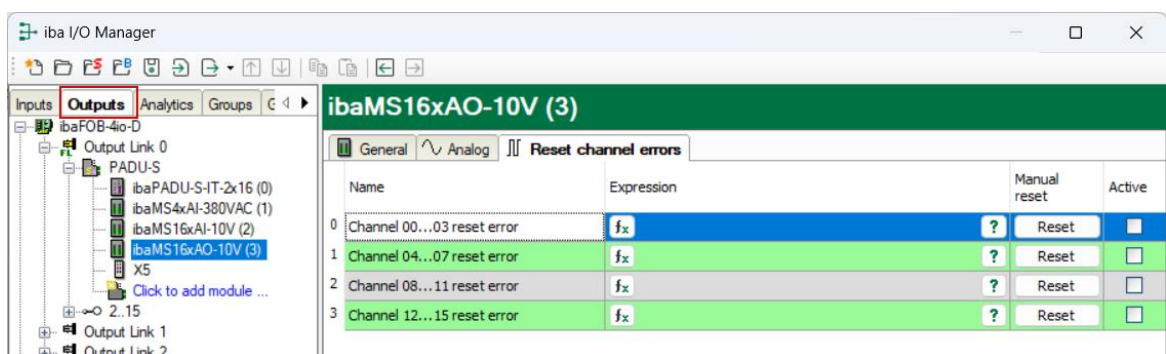 iba I/O Manager
Inputs Outputs Analytics Groups
ibaMS16xAO-10V (3)
ibaFOB-4io-D
Output Link 0
PADU-S
ibaPADU-S-IT-2x16 (0)
ibaMS4xAI-380VAC (1)
ibaMS16xAI-10V (2)
ibaMS16xAO-10V (3)
X5
Click to add module ...
2..15
Output Link 1
Output Link 2
General Analog Reset channel errors
Name Expression Manual reset Active
0 Channel 00...03 reset error fx ? Reset
1 Channel 04...07 reset error fx ? Reset
2 Channel 08...11 reset error fx ? Reset
3 Channel 12...15 reset error fx ? Reset